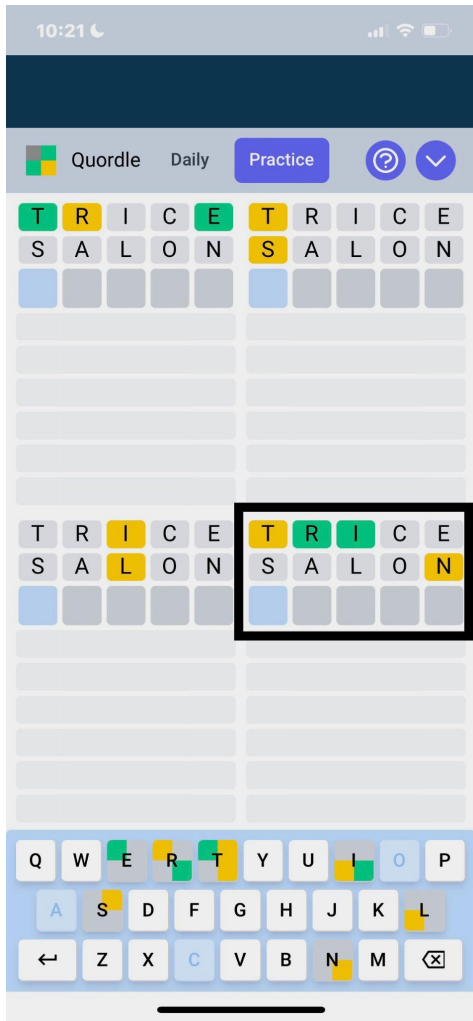 10:21
Quordle Daily Practice ?
T R I C E T R I C E
S A L O N S A L O N
T R I C E T R I C E
S A L O N S A L O N
Q W E R T Y U I O P
A S D F G H J K L
Z X C V B N M